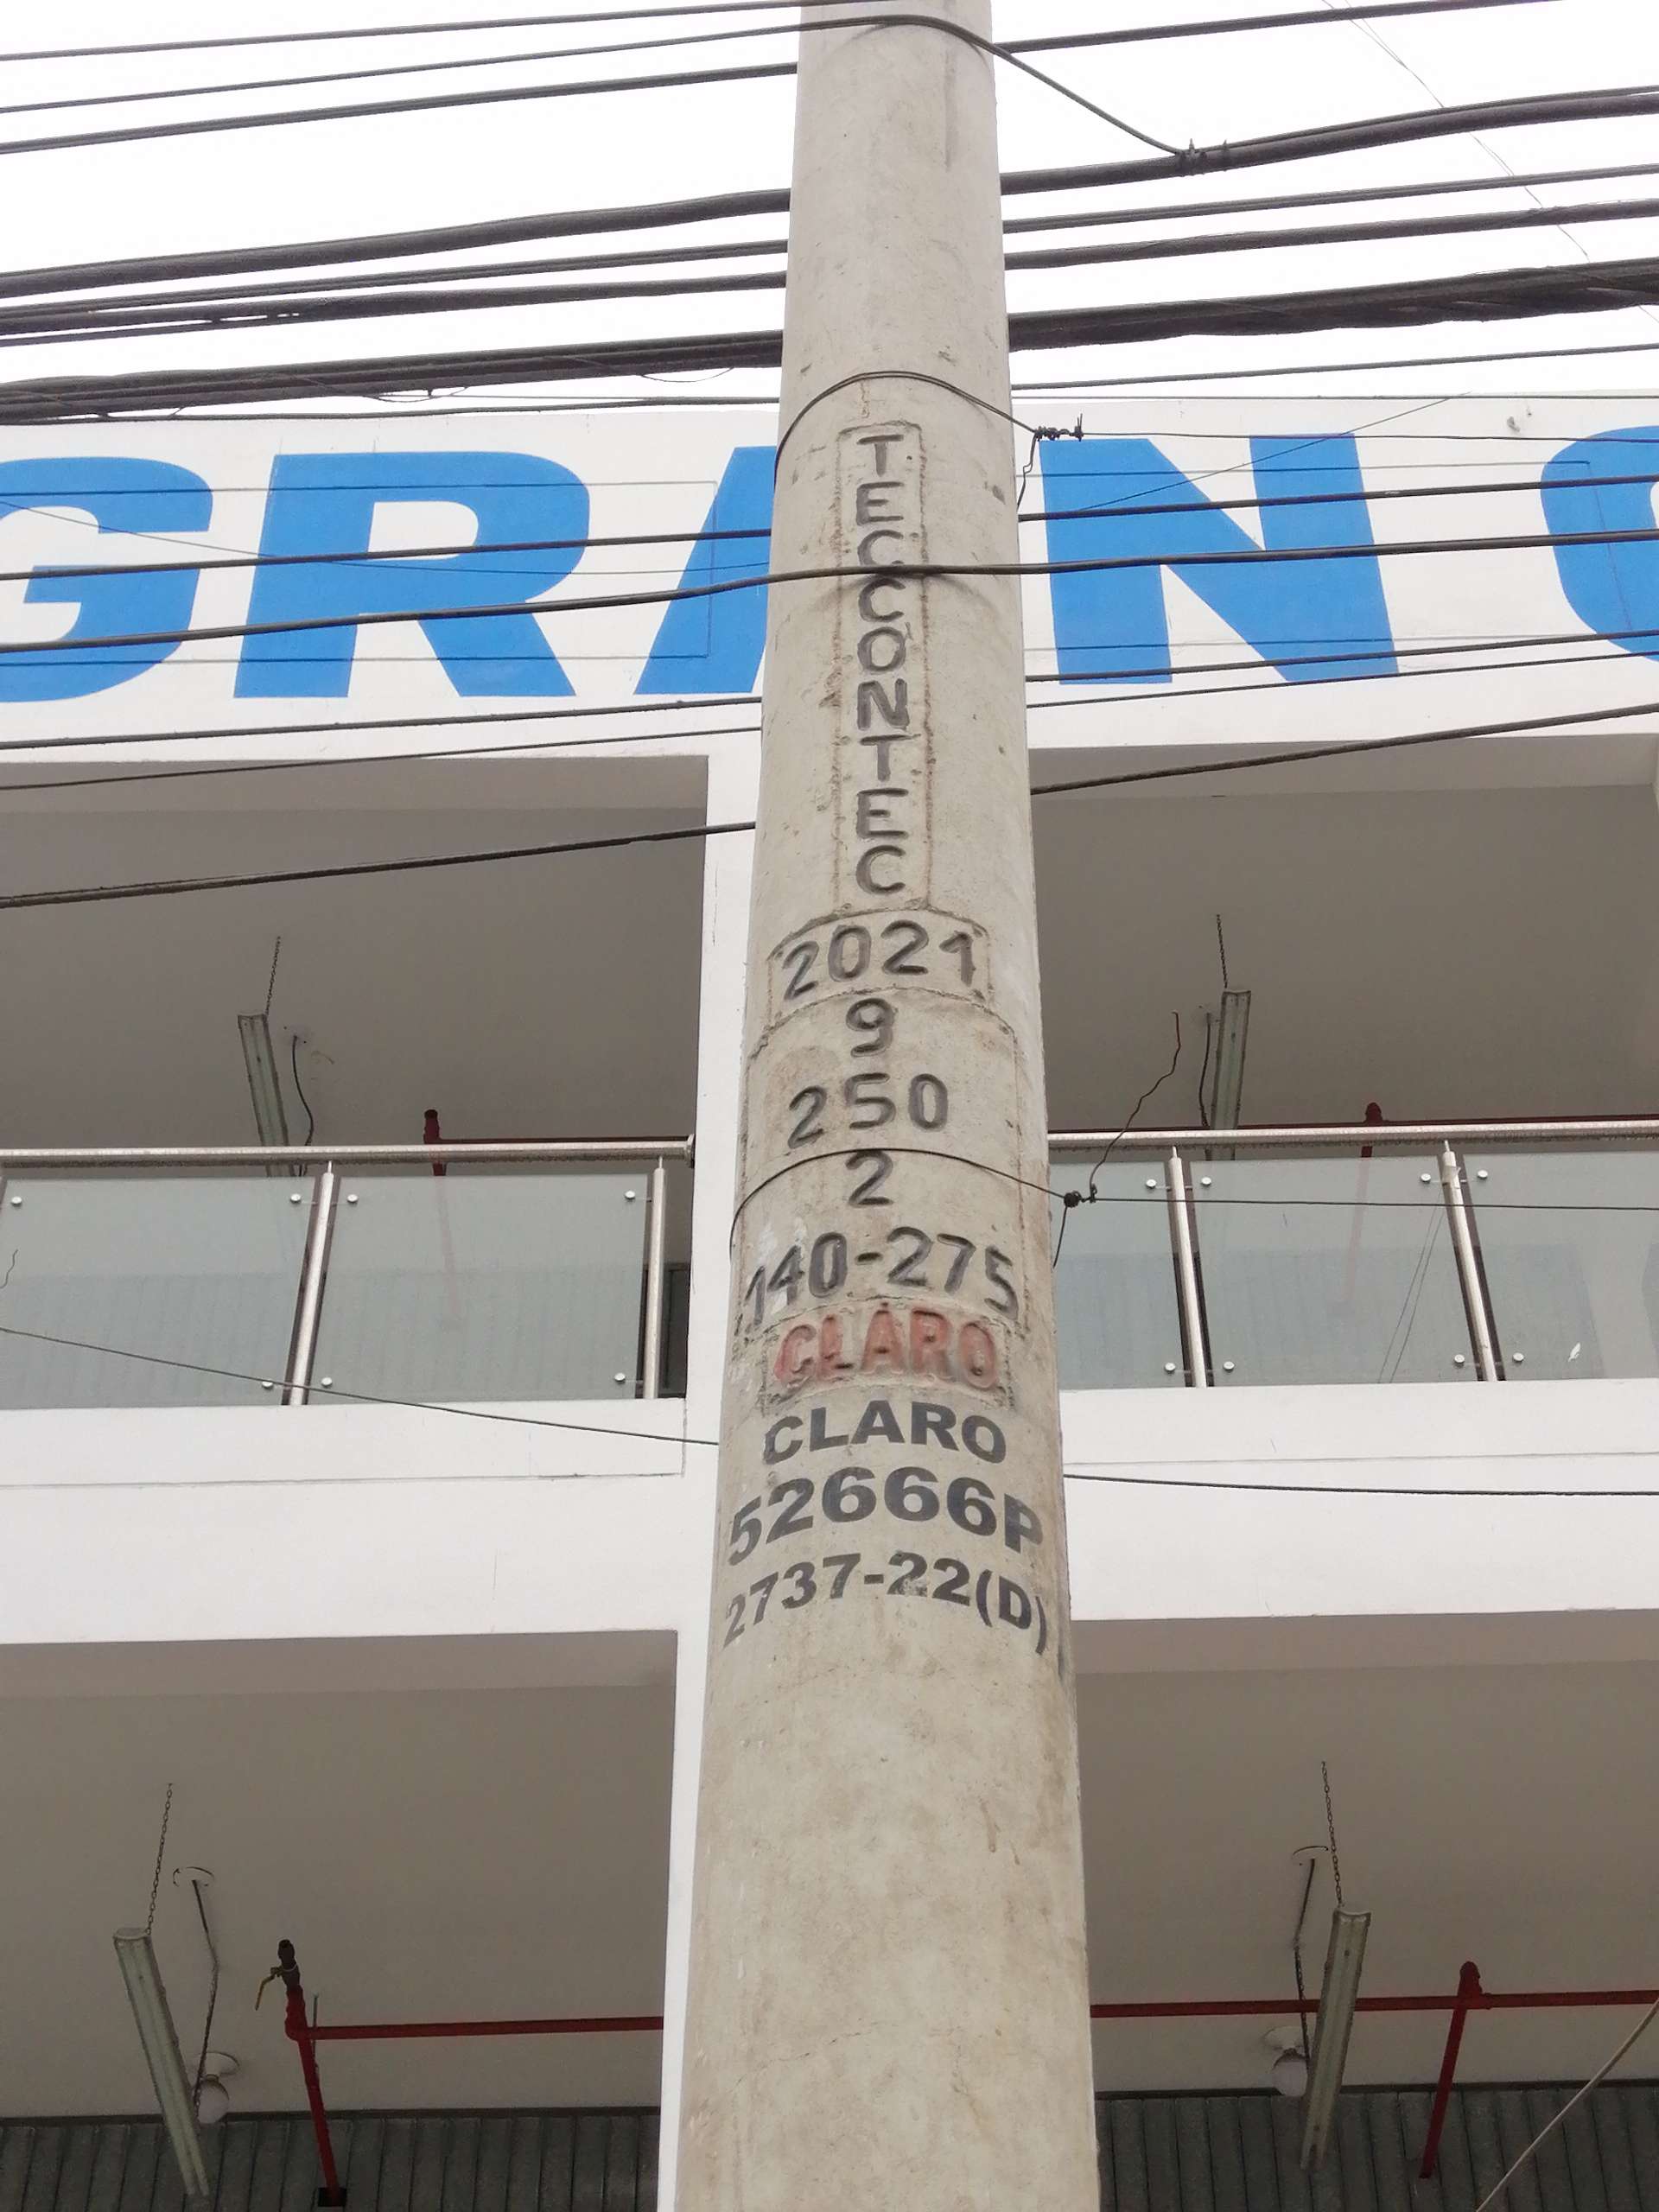 GRAN
TECCONTEC
2021
9
250
2
140-275
CLARO
CLARO
52666P
2737-22(D)